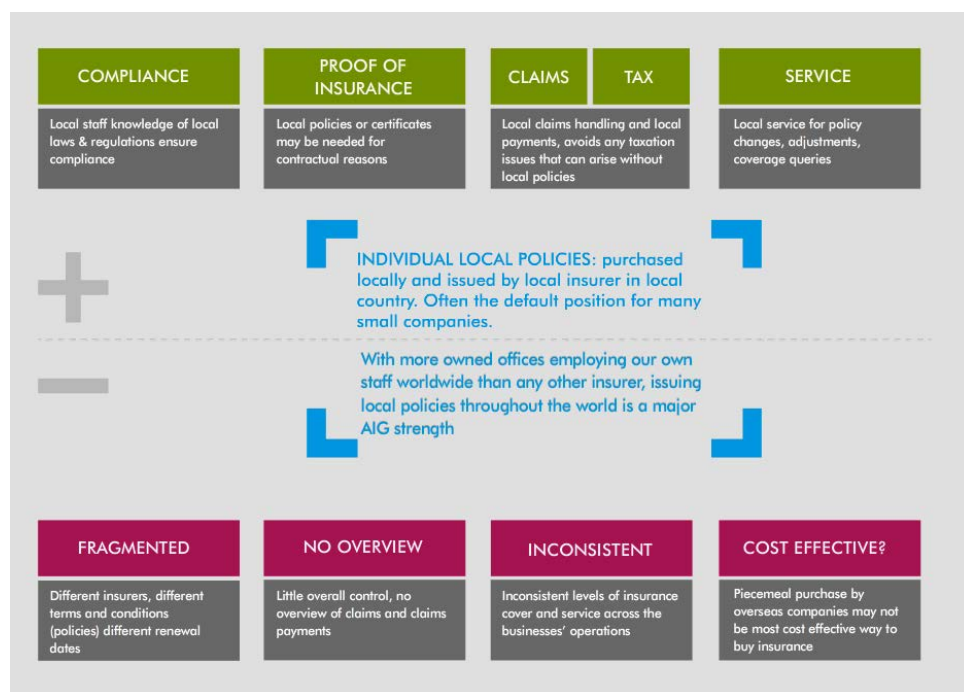 COMPLIANCE
Local staff knowledge of local
laws & regulations ensure
compliance
PROOF OF
INSURANCE
Local policies or certificates
may be needed for
contractual reasons
CLAIMS
TAX
Local claims handling and local
payments, avoids any taxation
issues that can arise without
local policies
SERVICE
Local service for policy
changes, adjustments,
coverage queries
INDIVIDUAL LOCAL POLICIES: purchased
locally and issued by local insurer in local
country. Often the default position for many
small companies.
With more owned offices employing our own
staff worldwide than any other insurer, issuing
local policies throughout the world is a major
AIG strength
FRAGMENTED
Different insurers, different
terms and conditions
(policies) different renewal
dates
NO OVERVIEW
Little overall control, no
overview of claims and claims
payments
INCONSISTENT
Inconsistent levels of insurance
cover and service across the
businesses’ operations
COST EFFECTIVE?
Piecemeal purchase by
overseas companies may not
be most cost effective way to
buy insurance